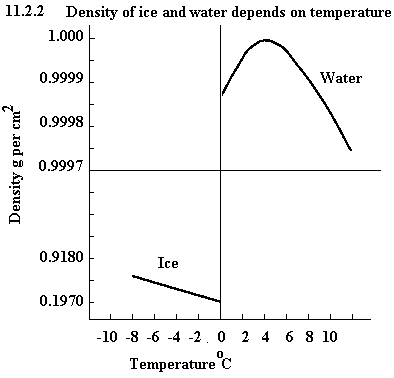 11.2.2 Density of ice and water depends on temperature
1.000
0.9999
0.9998
0.9997
0.9180
0.1970
Density g per cm2
Water
Ice
-10 -8 -6 -4 -2 . 0 2 4 6 8 10
Temperature oC